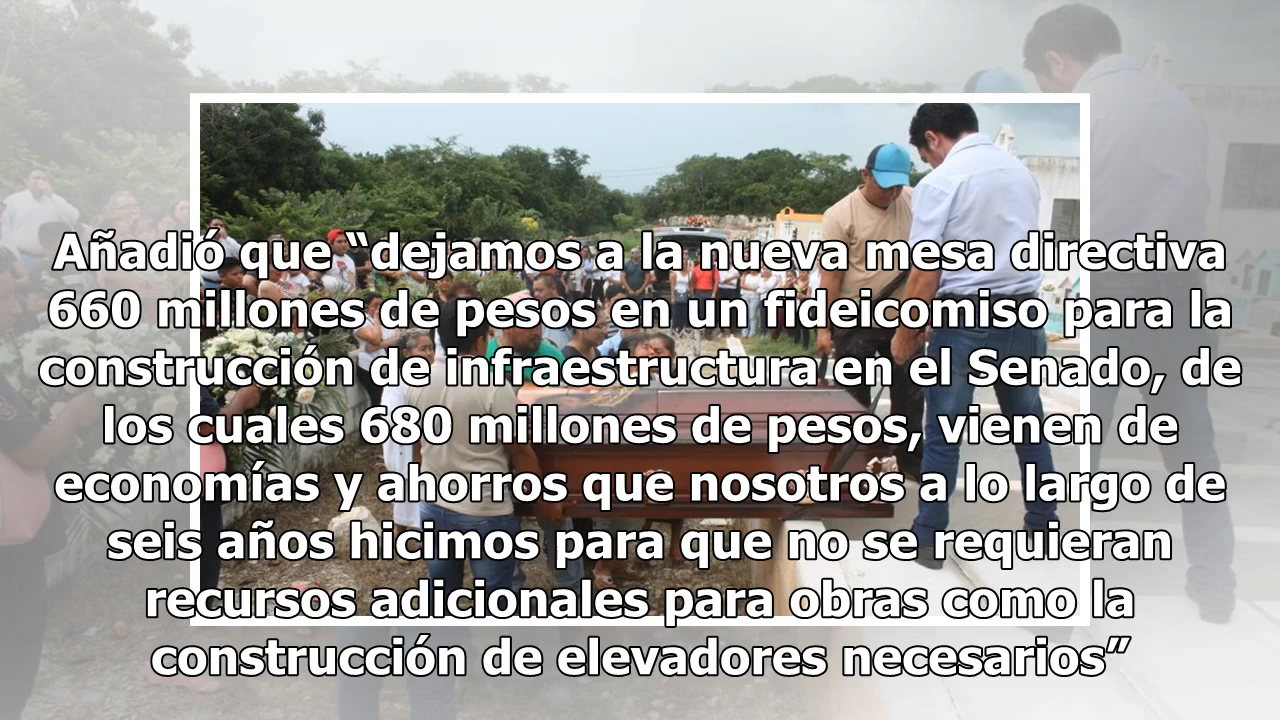 Añadió que “dejamos a la nueva mesa directiva
660 millones de pesos en un fideicomiso para la
construcción de infraestructura en el Senado, de
los cuales 680 millones de pesos, vienen de
economías y ahorros que nosotros a lo largo de
seis años hicimos para que no se requieran
recursos adicionales para obras como la
construcción de elevadores necesarios”